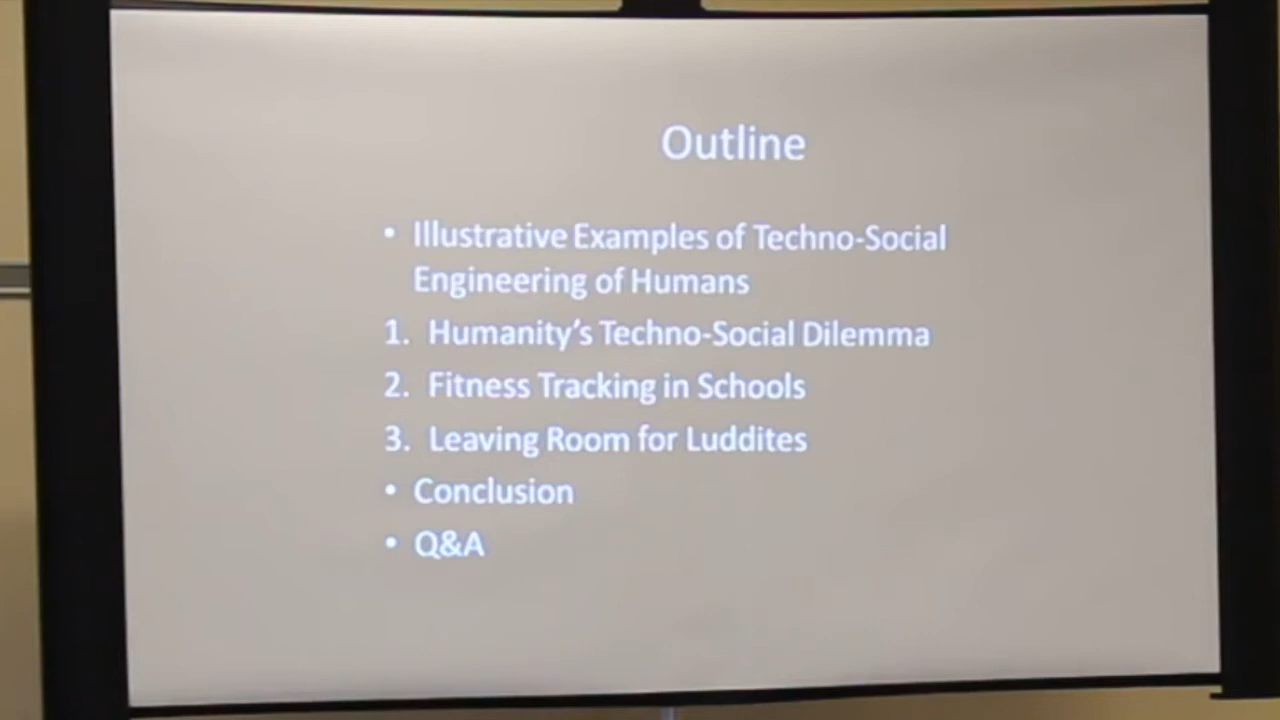 Outline
• Illustrative Examples of Techno-Social
Engineering of Humans
1. Humanity's Techno-Social Dilemma
2. Fitness Tracking in Schools
3. Leaving Room for Luddites
• Conclusion
• Q&A